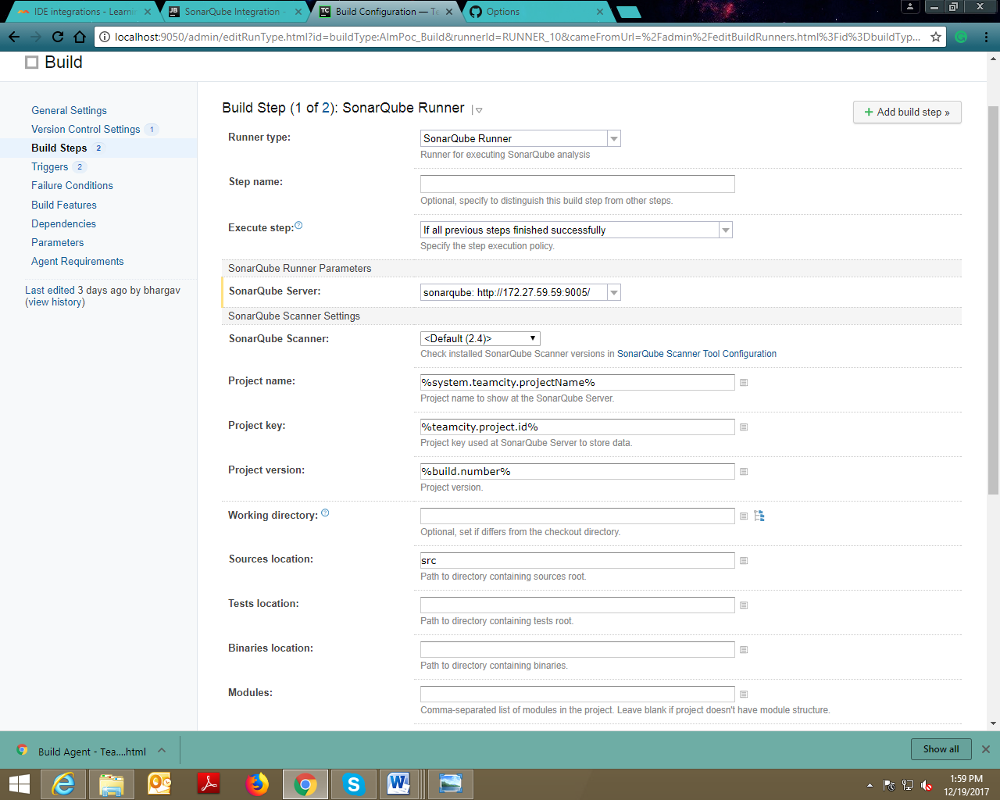 IDE integrations - Learnin
SonarQube Integration -
Build Configuration — Te
Options
localhost:9050/admin/editRunType.html?id=buildType:AlmPoc_Build&runnerId=RUNNER_10&cameFromUrl=%2Fadmin%2FeditBuildRunners.html%3Fid%3DbuildTyp...
Build
General Settings
Version Control Settings 1
Build Steps 2
Triggers 2
Failure Conditions
Build Features
Dependencies
Parameters
Agent Requirements
Last edited 3 days ago by bhargav
(view history)
Build Step (1 of 2): SonarQube Runner
+ Add build step »
Runner type:
SonarQube Runner
Runner for executing SonarQube analysis
Step name:
Optional, specify to distinguish this build step from other steps.
Execute step:
If all previous steps finished successfully
Specify the step execution policy.
SonarQube Runner Parameters
SonarQube Server:
sonarqube: http://172.27.59.59:9005/
SonarQube Scanner Settings
SonarQube Scanner:
<Default (2.4)>
Check installed SonarQube Scanner versions in SonarQube Scanner Tool Configuration
Project name:
%system.teamcity.projectName%
Project name to show at the SonarQube Server.
Project key:
%teamcity.project.id%
Project key used at SonarQube Server to store data.
Project version:
%build.number%
Project version.
Working directory:
Optional, set if differs from the checkout directory.
Sources location:
src
Path to directory containing sources root.
Tests location:
Path to directory containing tests root.
Binaries location:
Path to directory containing binaries.
Modules:
Comma-separated list of modules in the project. Leave blank if project doesn't have module structure.
Build Agent - Tea....html
Show all
1:59 PM
12/19/2017